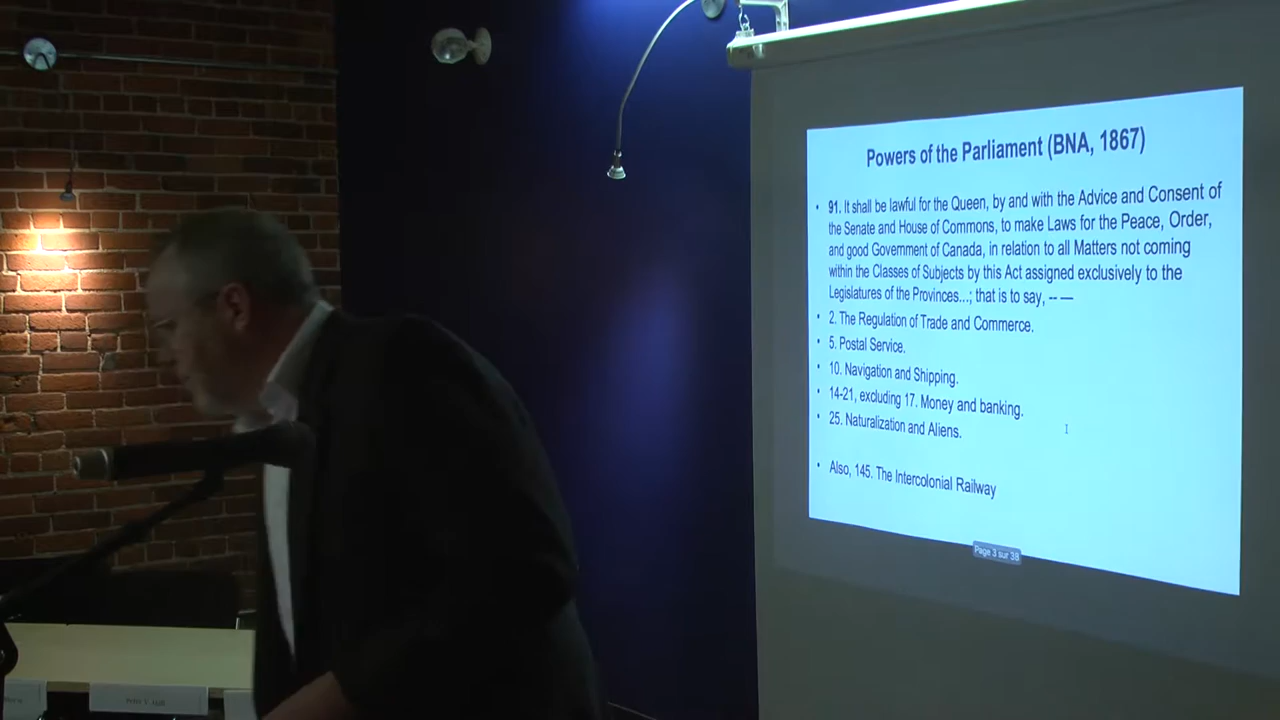 Powers of the Parliament (BNA, 1867)
• 91. It shall be lawful for the Queen, by and with the Advice and Consent of
the Senate and House of Commons, to make Laws for the Peace, Order,
and good Government of Canada, in relation to all Matters not coming
within the Classes of Subjects by this Act assigned exclusively to the
Legislatures of the Provinces...; that is to say, -- —
• 2. The Regulation of Trade and Commerce.
• 5. Postal Service.
• 10. Navigation and Shipping.
• 14-21, excluding 17. Money and banking.
• 25. Naturalization and Aliens.
• Also, 145. The Intercolonial Railway
Page 3 sur 38